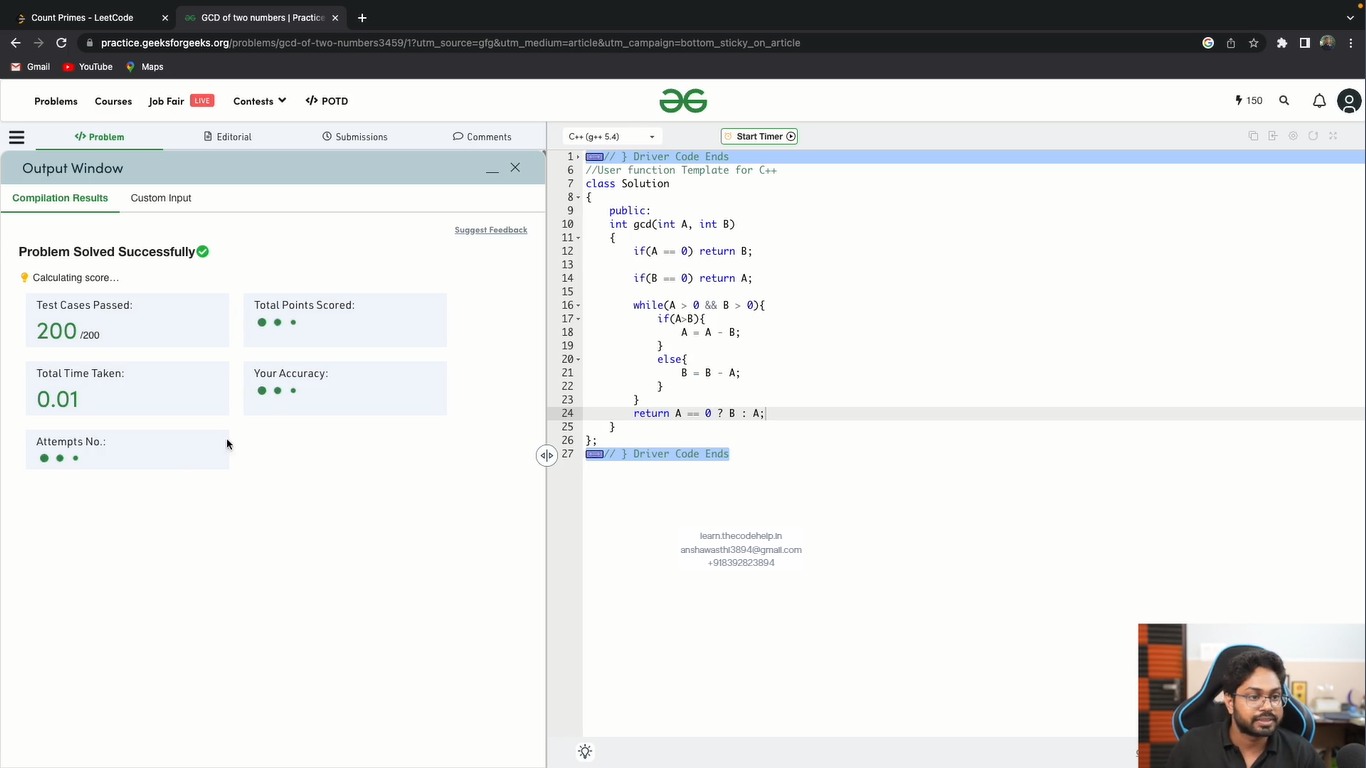 Count Primes - LeetCode
GCD of two numbers | Practice
practice.geeksforgeeks.org/problems/gcd-of-two-numbers3459/1?utm_source=gfg&utm_medium=article&utm_campaign=bottom_sticky_on_article
Gmail YouTube Maps
Problems Courses Job Fair LIVE Contests </> POTD
150
</> Problem Editorial Submissions Comments
C++ (g++ 5.4) Start Timer
Output Window
Compilation Results Custom Input
Suggest Feedback
Problem Solved Successfully
Calculating score...
Test Cases Passed:
200 /200
Total Points Scored:
Total Time Taken:
0.01
Your Accuracy:
Attempts No.:
1 // } Driver Code Ends
6 //User function Template for C++
7 class Solution
8 {
9 public:
10 int gcd(int A, int B)
11 {
12 if(A == 0) return B;
13
14 if(B == 0) return A;
15
16 while(A > 0 && B > 0){
17 if(A>B){
18 A = A - B;
19 }
20 else{
21 B = B - A;
22 }
23 }
24 return A == 0 ? B : A;
25 }
26 };
27 // } Driver Code Ends
learn.thecodehelp.in
anshawasthi3894@gmail.com
+918392823894